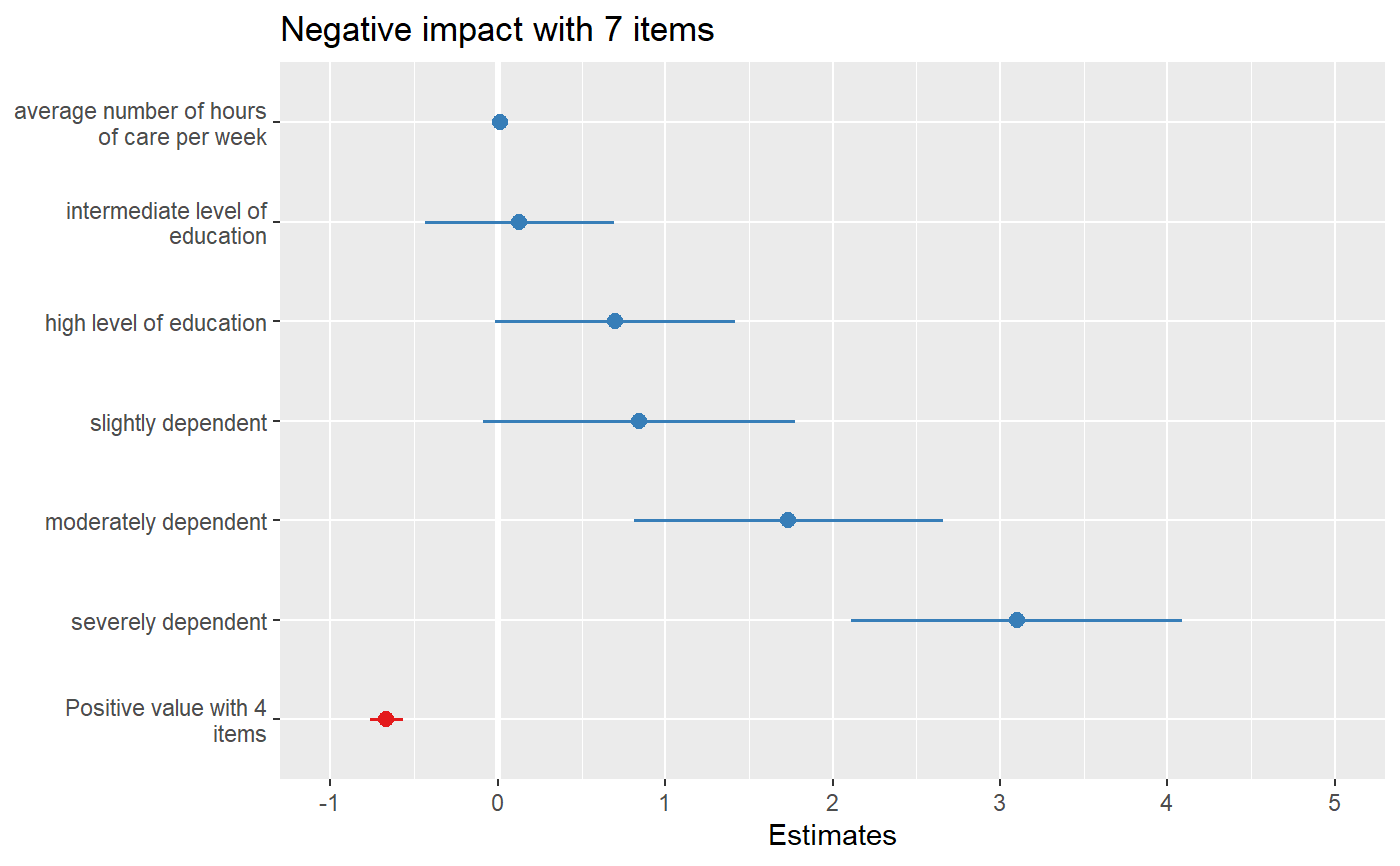 Negative impact with 7 items
average number of hours
of care per week
intermediate level of
education
high level of education
slightly dependent
moderately dependent
severely dependent
Positive value with 4
items
-1 0 1 2 3 4 5
Estimates